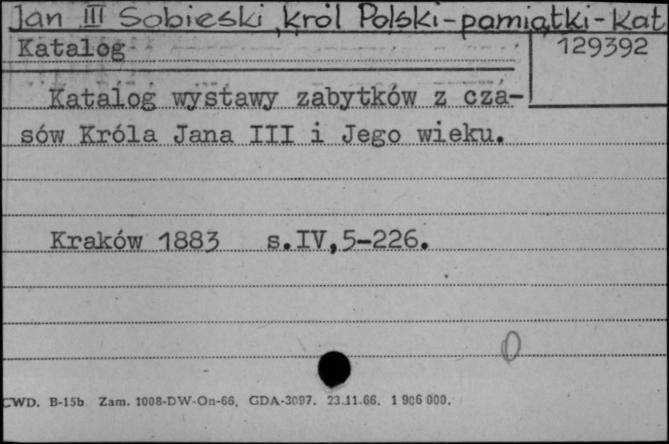 Jan III Sobieski, król Polski-pamiątki-kat
Katalog
129392
Katalog wystawy zabytków z cza-
sów Króla Jana III i Jego wieku.
Kraków 1883 s.IV,5-226.
0
CWD. B-15b Zam. 1008-DW-On-66. GDA-3097. 23.11.66. 1 906 000.